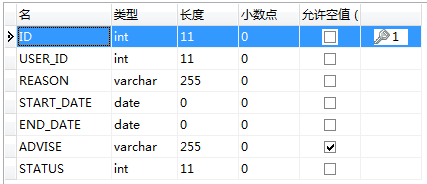 名 类型 长度 小数点 允许空值 (
ID int 11 0 1
USER_ID int 11 0
REASON varchar 255 0
START_DATE date 0 0
END_DATE date 0 0
ADVISE varchar 255 0
STATUS int 11 0